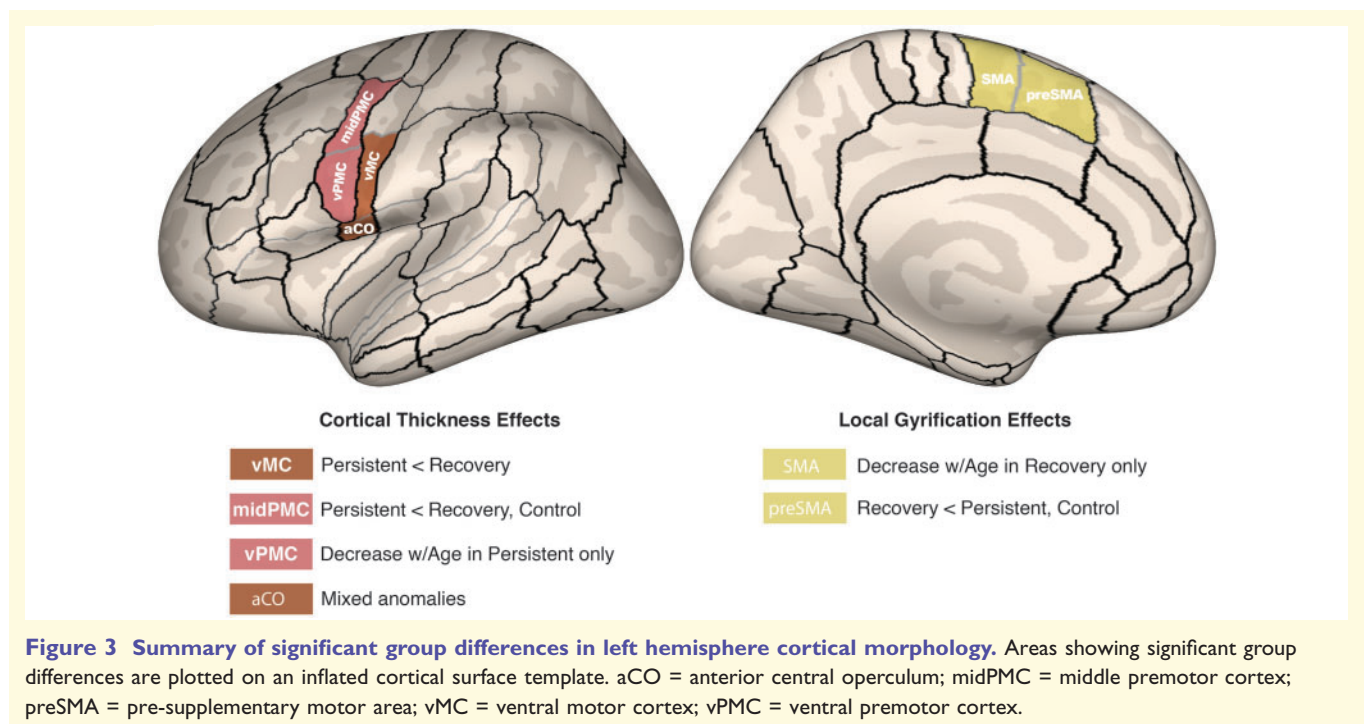 midPMC
vPMC
vMC
aCO
SMA
preSMA
Cortical Thickness Effects
vMC Persistent < Recovery
midPMC Persistent < Recovery, Control
vPMC Decrease w/Age in Persistent only
aCO Mixed anomalies
Local Gyrification Effects
SMA Decrease w/Age in Recovery only
preSMA Recovery < Persistent, Control
Figure 3 Summary of significant group differences in left hemisphere cortical morphology. Areas showing significant group
differences are plotted on an inflated cortical surface template. aCO = anterior central operculum; midPMC = middle premotor cortex;
preSMA = pre-supplementary motor area; vMC = ventral motor cortex; vPMC = ventral premotor cortex.